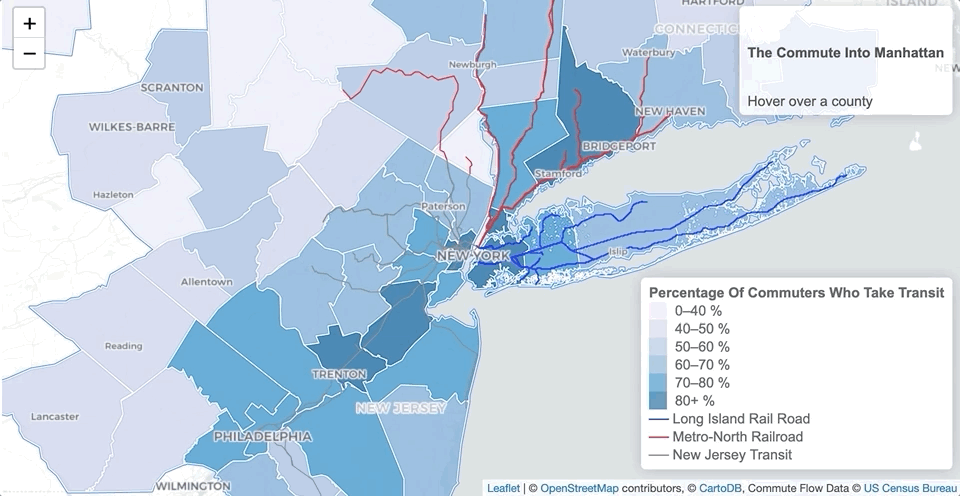 +
−
HARTFORD
ISLAND
CONNECTIC
The Commute Into Manhattan
Hover over a county
Waterbury
Newburgh
SCRANTON
NEW HAVEN
WILKES-BARRE
BRIDGEPORT
Stamford
Hazleton
Paterson
NEW YORK
Islip
Allentown
Reading
TRENTON
Lancaster
NEW JERSEY
PHILADELPHIA
WILMINGTON
Percentage Of Commuters Who Take Transit
0–40 %
40–50 %
50–60 %
60–70 %
70–80 %
80+ %
Long Island Rail Road
Metro-North Railroad
New Jersey Transit
Leaflet | © OpenStreetMap contributors, © CartoDB, Commute Flow Data © US Census Bureau